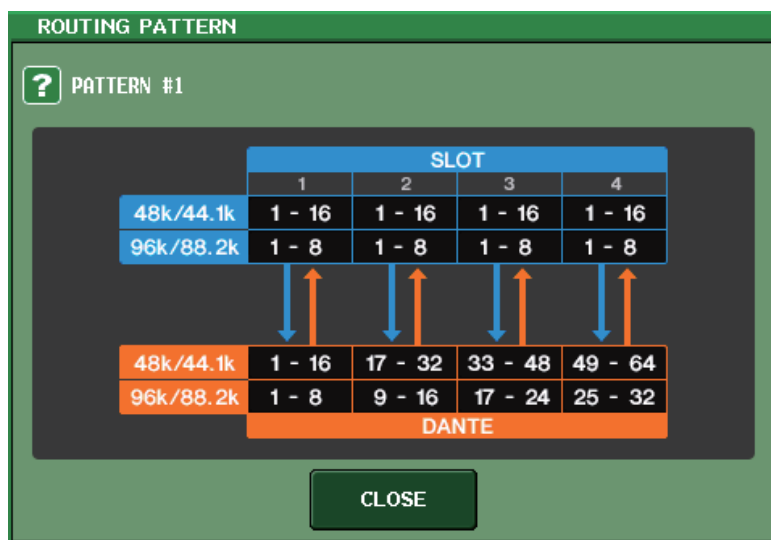 ROUTING PATTERN
? PATTERN #1
SLOT
1 2 3 4
48k/44.1k 1 - 16 1 - 16 1 - 16 1 - 16
96k/88.2k 1 - 8 1 - 8 1 - 8 1 - 8
48k/44.1k 1 - 16 17 - 32 33 - 48 49 - 64
96k/88.2k 1 - 8 9 - 16 17 - 24 25 - 32
DANTE
CLOSE